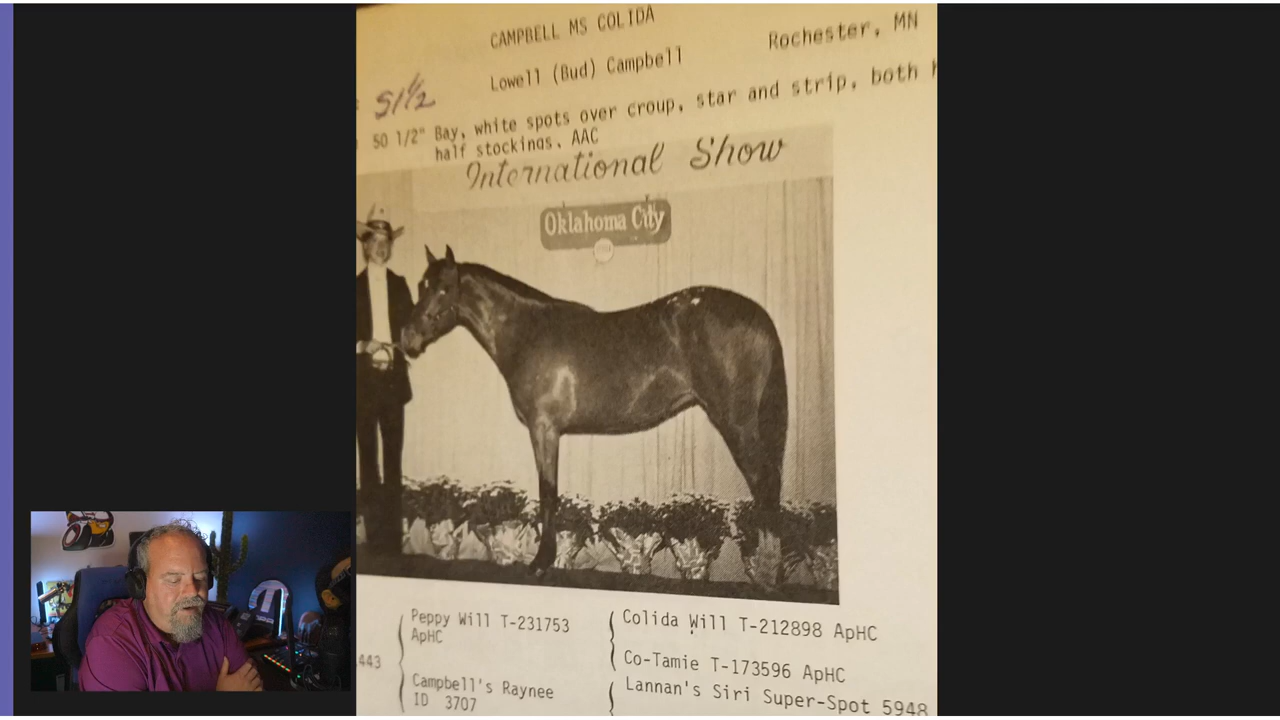 CAMPBELL MS COLIDA
Rochester, MN
Lowell (Bud) Campbell
51½
50 1/2" Bay, white spots over croup, star and strip, both
half stockings. AAC
International Show
Oklahoma City
Peppy Will T-231753
ApHC
Colida Will T-212898 ApHC
443
Co-Tamie T-173596 ApHC
Campbell's Raynee
ID 3707
Lannan's Siri Super-Spot 5948